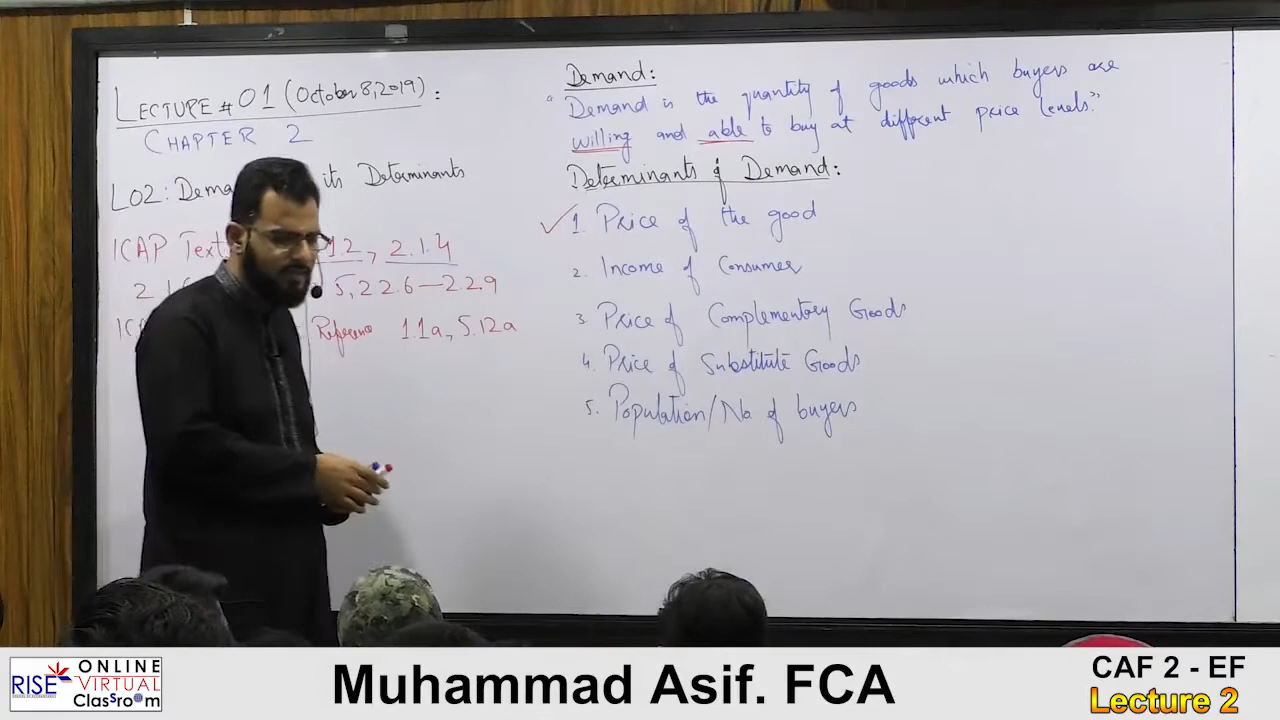 LECTURE # 01 (October 8, 2019) :
CHAPTER 2
LO2: Dema its Determinants
ICAP Text 1.2, 2.1.4
2.1 5, 2.2.6 — 2.2.9
Reference 1.1a, 5.12a
Demand:
"Demand is the quantity of goods which buyers are
willing and able to buy at different price levels."
Determinants of Demand:
1. Price of the good
2. Income of Consumer
3. Price of Complementory Goods
4. Price of Substitute Goods
5. Population/No of buyers
RISE ONLINE VIRTUAL Classroom
Muhammad Asif. FCA
CAF 2 - EF
Lecture 2